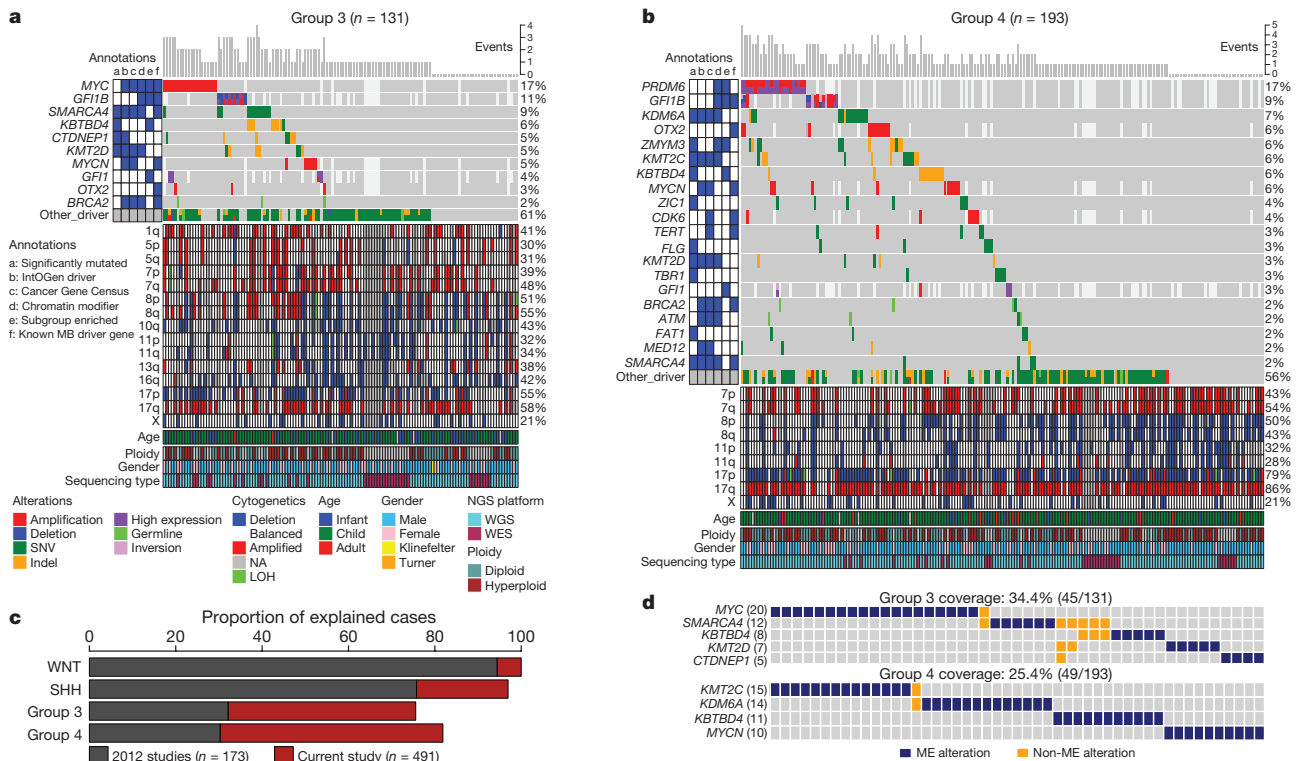 a
Group 3 (n = 131)
Annotations
a b c d e f
Events
4
3
2
1
0
MYC 17%
GFI1B 11%
SMARCA4 9%
KBTBD4 6%
CTDNEP1 5%
KMT2D 5%
MYCN 5%
GFI1 4%
OTX2 3%
BRCA2 2%
Other_driver 61%
1q 41%
5p 30%
5q 31%
7p 39%
7q 48%
8p 51%
8q 55%
10q 43%
11p 32%
11q 34%
13q 38%
16q 42%
17p 55%
17q 58%
X 21%
Annotations
a: Significantly mutated
b: IntOGen driver
c: Cancer Gene Census
d: Chromatin modifier
e: Subgroup enriched
f: Known MB driver gene
Age
Ploidy
Gender
Sequencing type
Alterations
Amplification
Deletion
SNV
Indel
High expression
Germline
Inversion
Cytogenetics
Deletion
Balanced
Amplified
NA
LOH
Age
Infant
Child
Adult
Gender
Male
Female
Klinefelter
Turner
NGS platform
WGS
WES
Ploidy
Diploid
Hyperploid
b
Group 4 (n = 193)
Annotations
a b c d e f
Events
5
4
3
2
1
0
PRDM6 17%
GFI1B 9%
KDM6A 7%
OTX2 6%
ZMYM3 6%
KMT2C 6%
KBTBD4 6%
MYCN 6%
ZIC1 4%
CDK6 4%
TERT 3%
FLG 3%
KMT2D 3%
TBR1 3%
GFI1 3%
BRCA2 2%
ATM 2%
FAT1 2%
MED12 2%
SMARCA4 2%
Other_driver 56%
7p 43%
7q 54%
8p 50%
8q 43%
11p 32%
11q 28%
17p 79%
17q 86%
X 21%
Age
Ploidy
Gender
Sequencing type
c
Proportion of explained cases
0 20 40 60 80 100
WNT
SHH
Group 3
Group 4
2012 studies (n = 173) Current study (n = 491)
d
Group 3 coverage: 34.4% (45/131)
MYC (20)
SMARCA4 (12)
KBTBD4 (8)
KMT2D (7)
CTDNEP1 (5)
Group 4 coverage: 25.4% (49/193)
KMT2C (15)
KDM6A (14)
KBTBD4 (11)
MYCN (10)
ME alteration Non-ME alteration